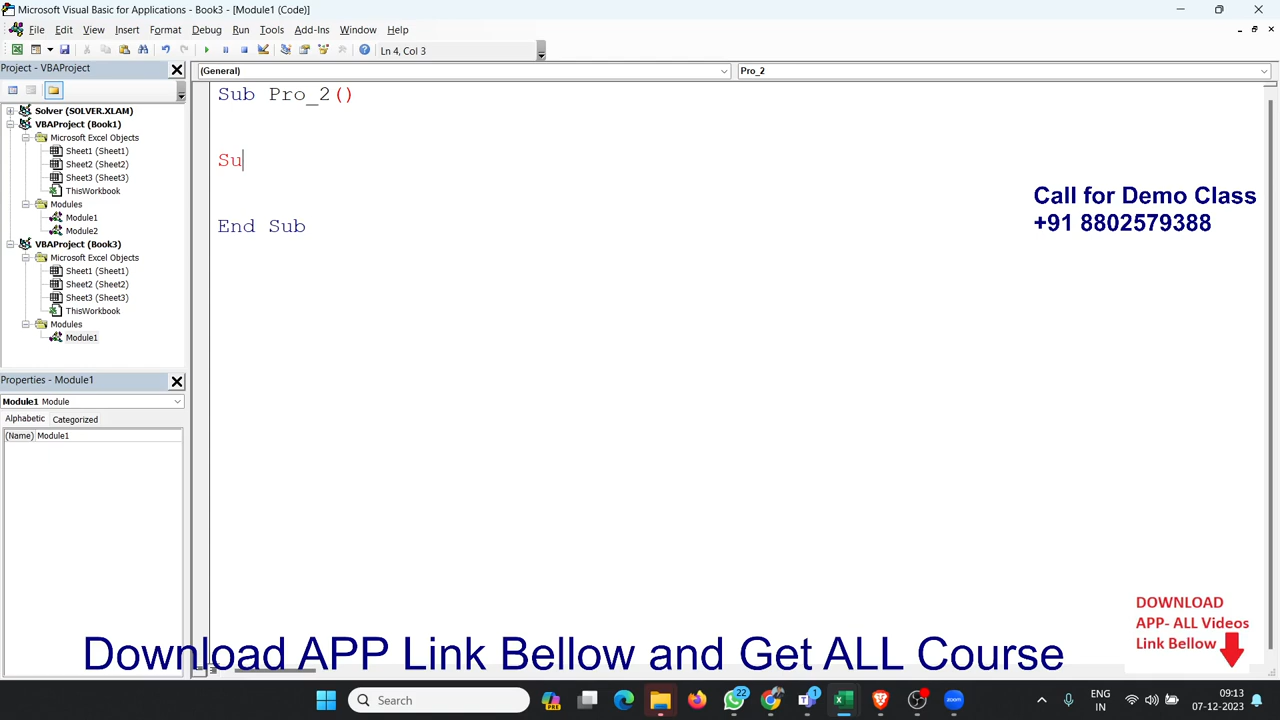 Microsoft Visual Basic for Applications - Book3 - [Module1 (Code)]
File Edit View Insert Format Debug Run Tools Add-Ins Window Help
Ln 4, Col 3
Project - VBAProject
(General)
Pro_2
Solver (SOLVER.XLAM)
VBAProject (Book1)
Microsoft Excel Objects
Sheet1 (Sheet1)
Sheet2 (Sheet2)
Sheet3 (Sheet3)
ThisWorkbook
Modules
Module1
Module2
VBAProject (Book3)
Microsoft Excel Objects
Sheet1 (Sheet1)
Sheet2 (Sheet2)
Sheet3 (Sheet3)
ThisWorkbook
Modules
Module1
Sub Pro_2()
Su
End Sub
Call for Demo Class
+91 8802579388
Properties - Module1
Module1 Module
Alphabetic Categorized
(Name) Module1
DOWNLOAD
APP- ALL Videos
Link Bellow
Download APP Link Bellow and Get ALL Course
Search
PRE
22
1
ENG
IN
09:13
07-12-2023